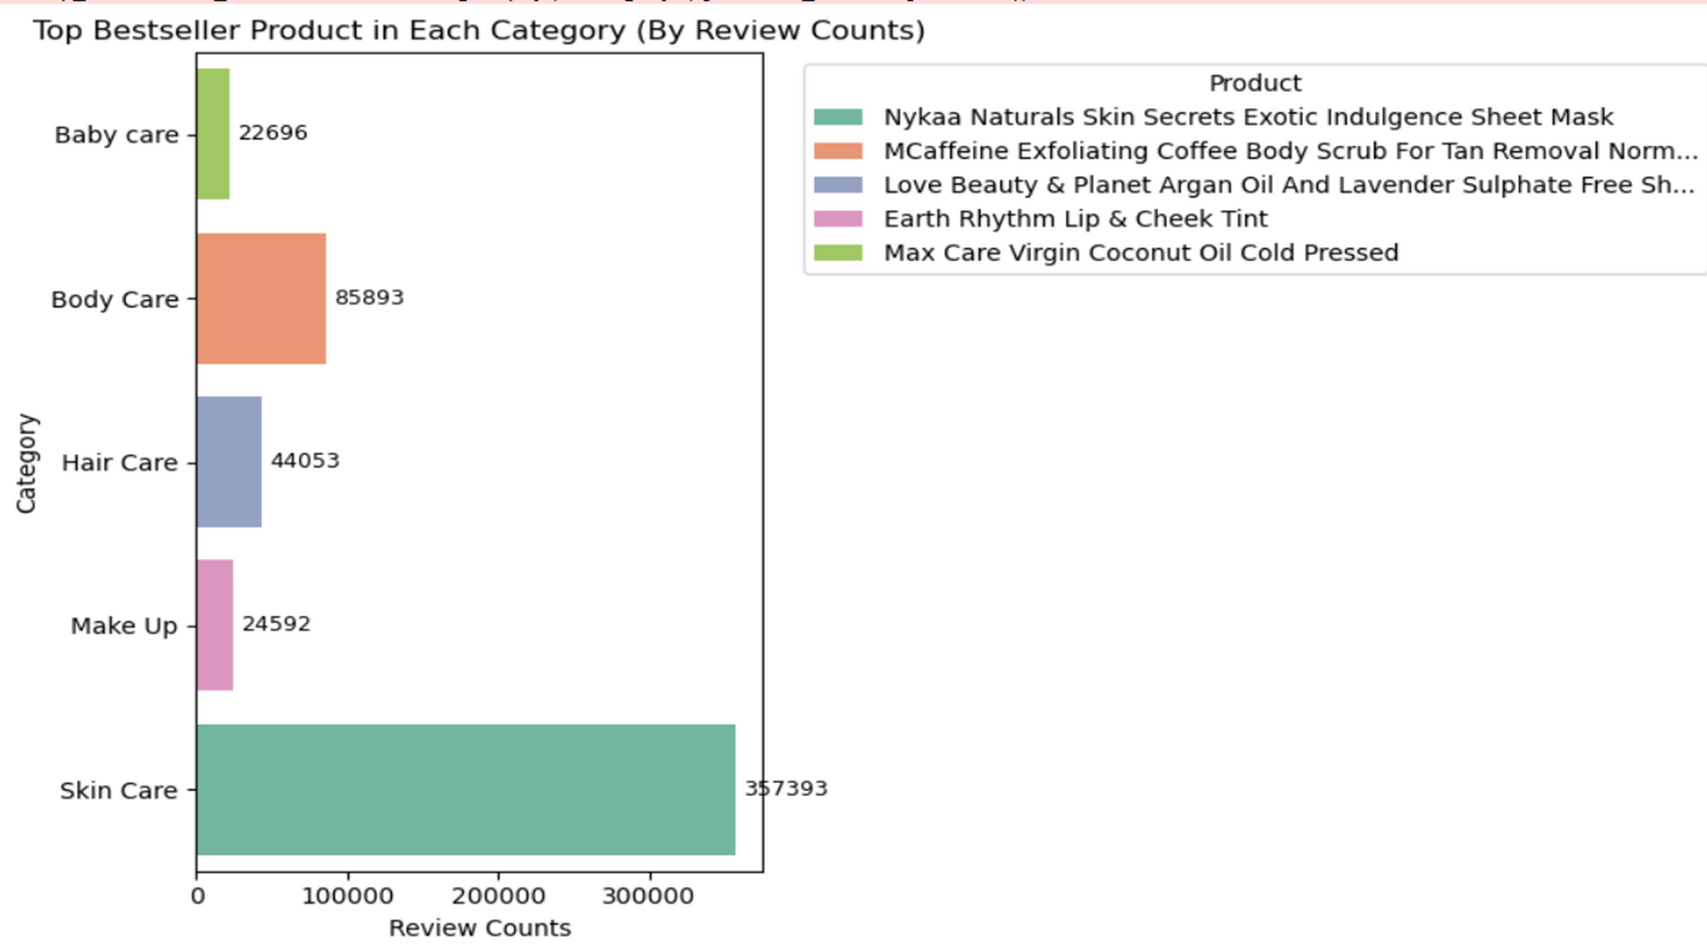 Top Bestseller Product in Each Category (By Review Counts)
Product
Nykaa Naturals Skin Secrets Exotic Indulgence Sheet Mask
MCaffeine Exfoliating Coffee Body Scrub For Tan Removal Norm...
Love Beauty & Planet Argan Oil And Lavender Sulphate Free Sh...
Earth Rhythm Lip & Cheek Tint
Max Care Virgin Coconut Oil Cold Pressed
Category
Baby care 22696
Body Care 85893
Hair Care 44053
Make Up 24592
Skin Care 357393
0 100000 200000 300000
Review Counts